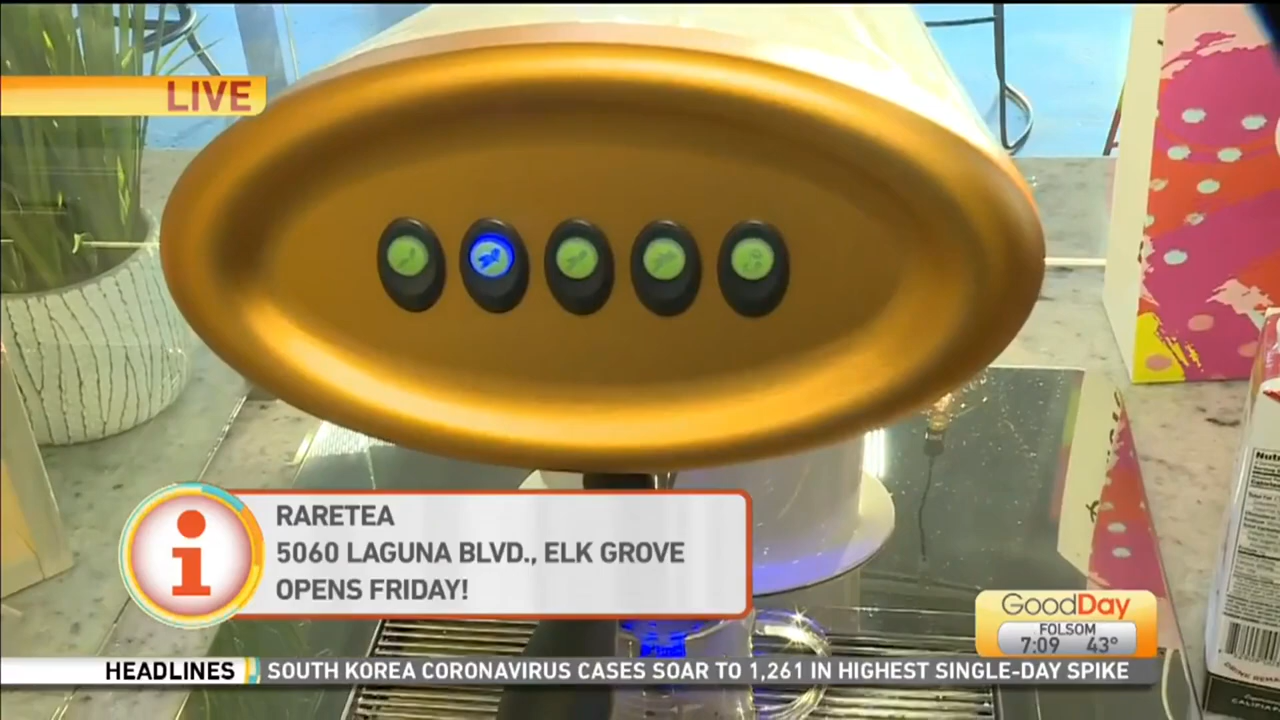 LIVE
RARETEA
5060 LAGUNA BLVD., ELK GROVE
OPENS FRIDAY!
GoodDay
FOLSOM
7:09 43°
HEADLINES SOUTH KOREA CORONAVIRUS CASES SOAR TO 1,261 IN HIGHEST SINGLE-DAY SPIKE